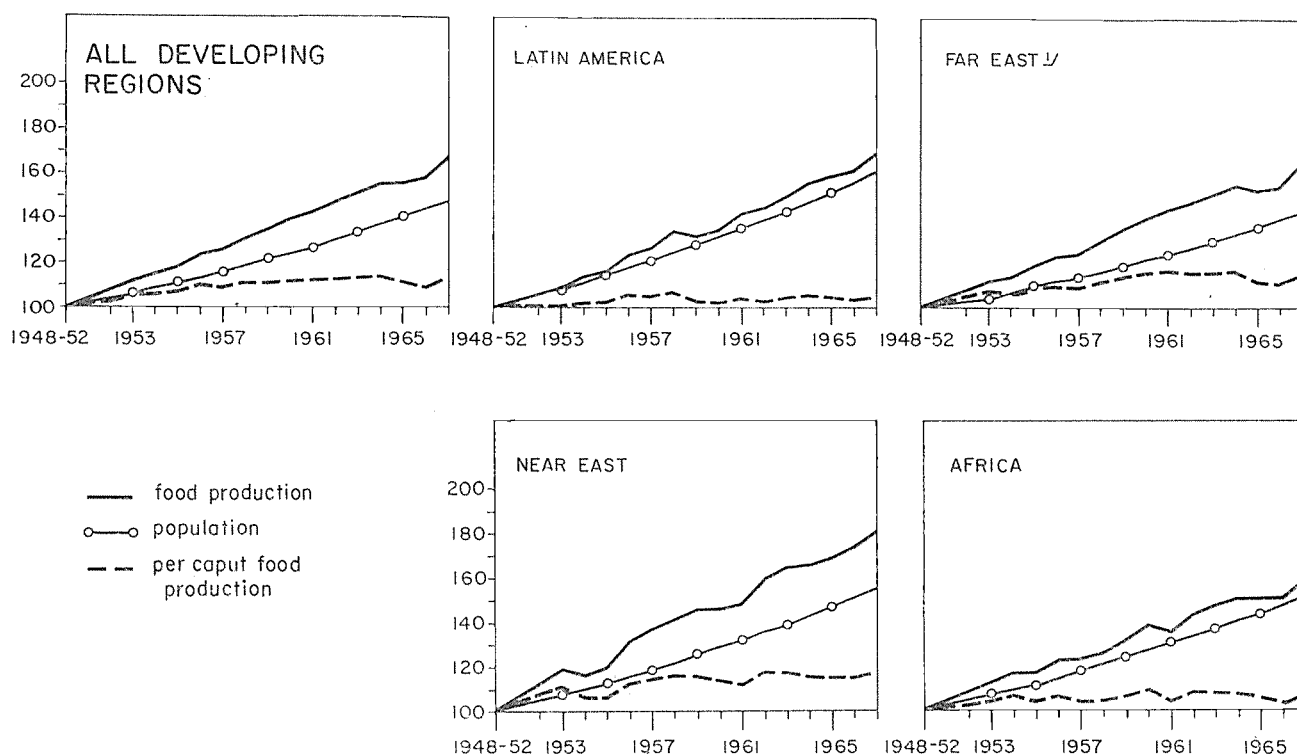 ALL DEVELOPING
REGIONS
200
180
160
140
120
100
1948-52 1953 1957 1961 1965
LATIN AMERICA
1948-52 1953 1957 1961 1965
FAR EAST 1/
1948-52 1953 1957 1961 1965
food production
population
per caput food
production
NEAR EAST
200
180
160
140
120
100
1948-52 1953 1957 1961 1965
AFRICA
1948-52 1953 1957 1961 1965